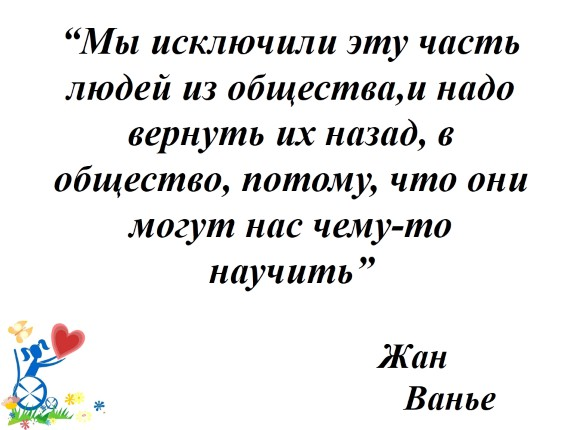 “Мы исключили эту часть
людей из общества,и надо
вернуть их назад, в
общество, потому, что они
могут нас чему-то
научить”
Жан
Ванье